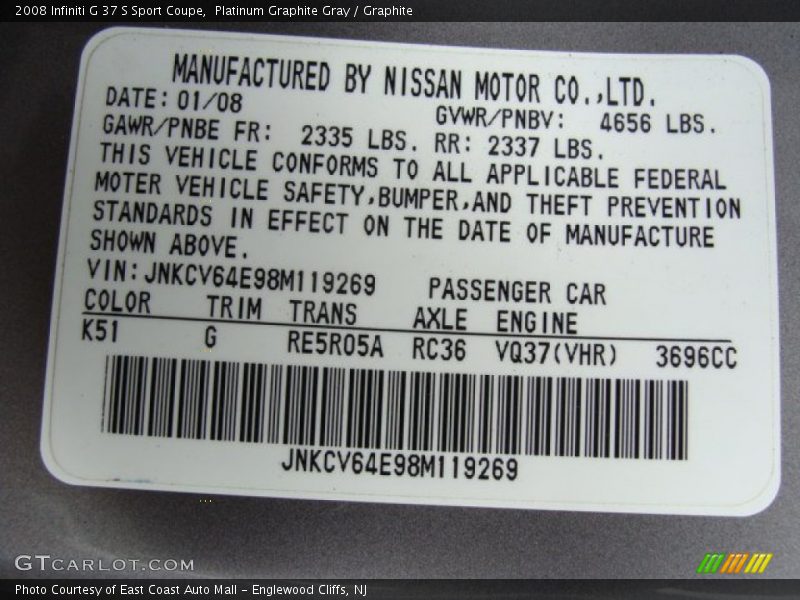 2008 Infiniti G 37 S Sport Coupe,  Platinum Graphite Gray / Graphite
MANUFACTURED BY NISSAN MOTOR CO.,LTD.
DATE: 01/08 GVWR/PNBV: 4656 LBS.
GAWR/PNBE FR: 2335 LBS. RR: 2337 LBS.
THIS VEHICLE CONFORMS TO ALL APPLICABLE FEDERAL
MOTER VEHICLE SAFETY,BUMPER,AND THEFT PREVENTION
STANDARDS IN EFFECT ON THE DATE OF MANUFACTURE
SHOWN ABOVE.
VIN: JNKCV64E98M119269 PASSENGER CAR
COLOR TRIM TRANS AXLE ENGINE
K51 G RE5R05A RC36 VQ37(VHR) 3696CC
JNKCV64E98M119269
GTCARLOT.COM
Photo Courtesy of East Coast Auto Mall – Englewood Cliffs, NJ